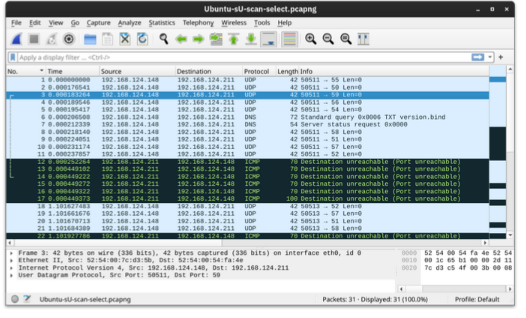 Ubuntu-sU-scan-select.pcapng
File Edit View Go Capture Analyze Statistics Telephony Wireless Tools Help
Apply a display filter ... <Ctrl-/>
No. Time Source Destination Protocol Length Info
1 0.000000000 192.168.124.148 192.168.124.211 UDP 42 50511 → 55 Len=0
2 0.000176541 192.168.124.148 192.168.124.211 UDP 42 50511 → 58 Len=0
3 0.000183264 192.168.124.148 192.168.124.211 UDP 42 50511 → 59 Len=0
4 0.000189546 192.168.124.148 192.168.124.211 UDP 42 50511 → 56 Len=0
5 0.000195417 192.168.124.148 192.168.124.211 UDP 42 50511 → 54 Len=0
6 0.000206508 192.168.124.148 192.168.124.211 DNS 72 Standard query 0x0006 TXT version.bind
7 0.000212339 192.168.124.148 192.168.124.211 DNS 54 Server status request 0x0000
8 0.000218140 192.168.124.148 192.168.124.211 UDP 42 50511 → 58 Len=0
9 0.000224051 192.168.124.148 192.168.124.211 UDP 42 50511 → 51 Len=0
10 0.000231174 192.168.124.148 192.168.124.211 UDP 42 50511 → 57 Len=0
11 0.000237857 192.168.124.148 192.168.124.211 UDP 42 50511 → 52 Len=0
12 0.000252264 192.168.124.211 192.168.124.148 ICMP 70 Destination unreachable (Port unreachable)
13 0.000449102 192.168.124.211 192.168.124.148 ICMP 70 Destination unreachable (Port unreachable)
14 0.000449222 192.168.124.211 192.168.124.148 ICMP 70 Destination unreachable (Port unreachable)
15 0.000449272 192.168.124.211 192.168.124.148 ICMP 70 Destination unreachable (Port unreachable)
16 0.000449322 192.168.124.211 192.168.124.148 ICMP 70 Destination unreachable (Port unreachable)
17 0.000449373 192.168.124.211 192.168.124.148 ICMP 100 Destination unreachable (Port unreachable)
18 1.101627483 192.168.124.148 192.168.124.211 UDP 42 50513 → 52 Len=0
19 1.101661676 192.168.124.148 192.168.124.211 UDP 42 50513 → 57 Len=0
20 1.101670713 192.168.124.148 192.168.124.211 UDP 42 50513 → 51 Len=0
21 1.101684389 192.168.124.148 192.168.124.211 UDP 42 50513 → 58 Len=0
22 1.101927786 192.168.124.211 192.168.124.148 ICMP 70 Destination unreachable (Port unreachable)
Frame 3: 42 bytes on wire (336 bits), 42 bytes captured (336 bits) on interface eth0, id 0
Ethernet II, Src: 52:54:00:7c:d3:5b, Dst: 52:54:00:54:fa:4e
Internet Protocol Version 4, Src: 192.168.124.148, Dst: 192.168.124.211
User Datagram Protocol, Src Port: 50511, Dst Port: 59
0000 52 54 00 54 fa 4e 52 54
0010 00 1c 65 b1 00 00 2d 11
0020 7c d3 c5 4f 00 3b 00 08
Ubuntu-sU-scan-select.pcapng
Packets: 31 · Displayed: 31 (100.0%)
Profile: Default